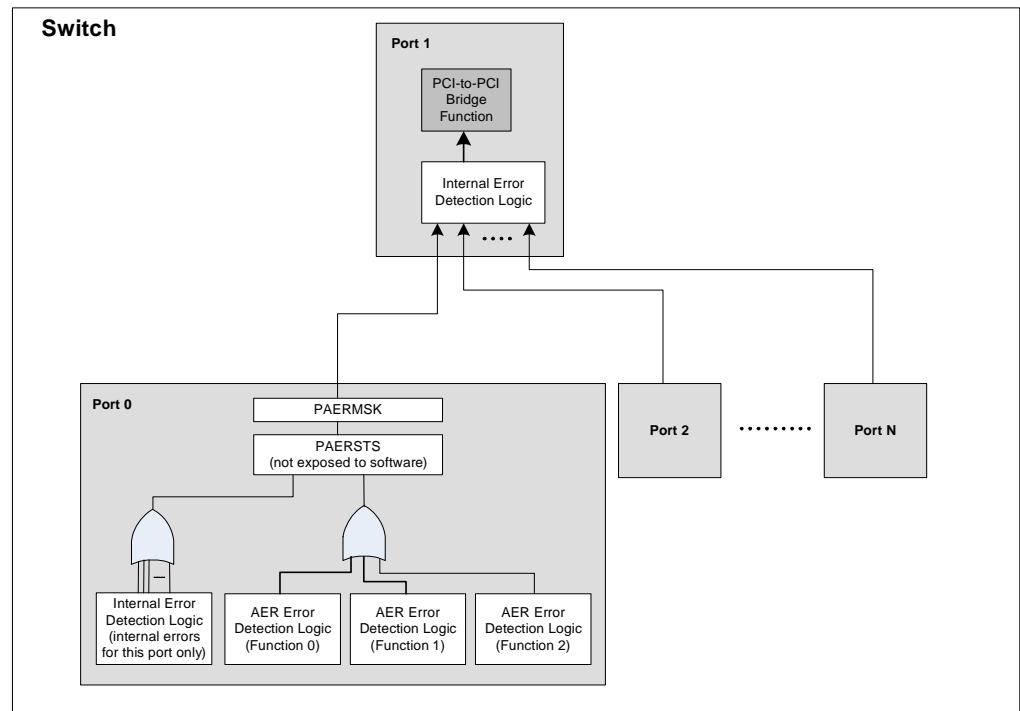 Switch
Port 1
PCI-to-PCI
Bridge
Function
Internal Error
Detection Logic
Port 0
PAERMSK
PAERSTS
(not exposed to software)
Internal Error
Detection Logic
(internal errors
for this port only)
AER Error
Detection Logic
(Function 0)
AER Error
Detection Logic
(Function 1)
AER Error
Detection Logic
(Function 2)
Port 2
Port N